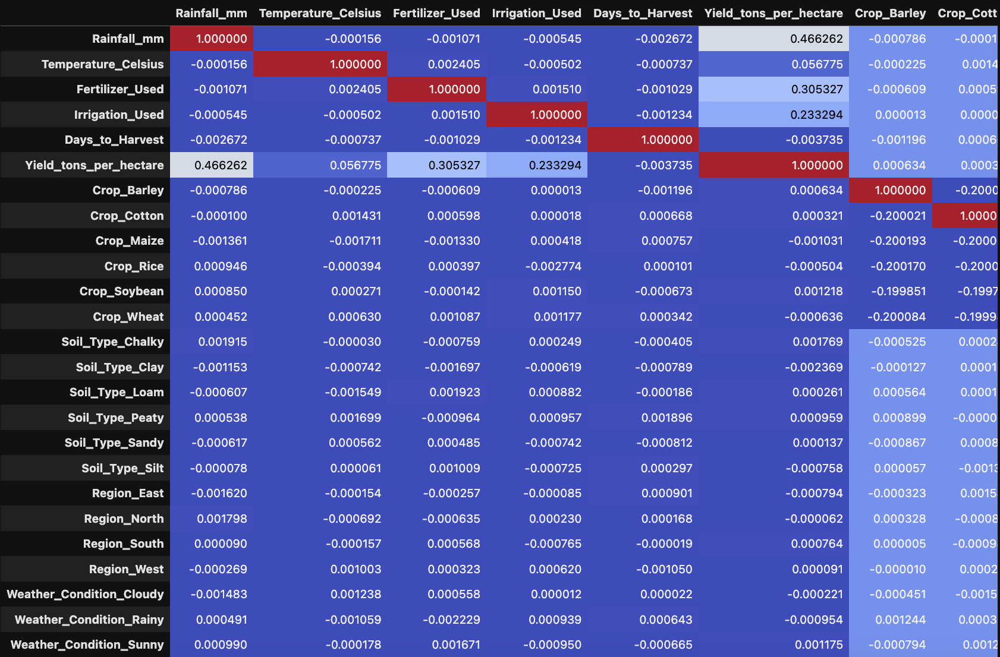 Rainfall_mm Temperature_Celsius Fertilizer_Used Irrigation_Used Days_to_Harvest Yield_tons_per_hectare Crop_Barley Crop_Cott
Rainfall_mm 1.000000 -0.000156 -0.001071 -0.000545 -0.002672 0.466262 -0.000786 -0.0001
Temperature_Celsius -0.000156 1.000000 0.002405 -0.000502 -0.000737 0.056775 -0.000225 0.0014
Fertilizer_Used -0.001071 0.002405 1.000000 0.001510 -0.001029 0.305327 -0.000609 0.0005
Irrigation_Used -0.000545 -0.000502 0.001510 1.000000 -0.001234 0.233294 0.000013 0.0000
Days_to_Harvest -0.002672 -0.000737 -0.001029 -0.001234 1.000000 -0.003735 -0.001196 0.0006
Yield_tons_per_hectare 0.466262 0.056775 0.305327 0.233294 -0.003735 1.000000 0.000634 0.0003
Crop_Barley -0.000786 -0.000225 -0.000609 0.000013 -0.001196 0.000634 1.000000 -0.2000
Crop_Cotton -0.000100 0.001431 0.000598 0.000018 0.000668 0.000321 -0.200021 1.0000
Crop_Maize -0.001361 -0.001711 -0.001330 0.000418 0.000757 -0.001031 -0.200193 -0.2000
Crop_Rice 0.000946 -0.000394 0.000397 -0.002774 0.000101 -0.000504 -0.200170 -0.2000
Crop_Soybean 0.000850 0.000271 -0.000142 0.001150 -0.000673 0.001218 -0.199851 -0.1997
Crop_Wheat 0.000452 0.000630 0.001087 0.001177 0.000342 -0.000636 -0.200084 -0.1999
Soil_Type_Chalky 0.001915 -0.000030 -0.000759 0.000249 -0.000405 0.001769 -0.000525 0.0002
Soil_Type_Clay -0.001153 -0.000742 -0.001697 -0.000619 -0.000789 -0.002369 -0.000127 0.0001
Soil_Type_Loam -0.000607 -0.001549 0.001923 0.000882 -0.000186 0.000261 0.000564 0.0001
Soil_Type_Peaty 0.000538 0.001699 -0.000964 0.000957 0.001896 0.000959 0.000899 -0.0000
Soil_Type_Sandy -0.000617 0.000562 0.000485 -0.000742 -0.000812 0.000137 -0.000867 0.0008
Soil_Type_Silt -0.000078 0.000061 0.001009 -0.000725 0.000297 -0.000758 0.000057 -0.0013
Region_East -0.001620 -0.000154 -0.000257 -0.000085 0.000901 -0.000794 -0.000323 0.0015
Region_North 0.001798 -0.000692 -0.000635 0.000230 0.000168 -0.000062 0.000328 -0.0008
Region_South 0.000090 -0.000157 0.000568 -0.000765 -0.000019 0.000764 0.000005 -0.0009
Region_West -0.000269 0.001003 0.000323 0.000620 -0.001050 0.000091 -0.000010 0.0002
Weather_Condition_Cloudy -0.001483 0.001238 0.000558 0.000012 0.000022 -0.000221 -0.000451 -0.0015
Weather_Condition_Rainy 0.000491 -0.001059 -0.002229 0.000939 0.000643 -0.000954 0.001244 0.0003
Weather_Condition_Sunny 0.000990 -0.000178 0.001671 -0.000950 -0.000665 0.001175 -0.000794 0.0012